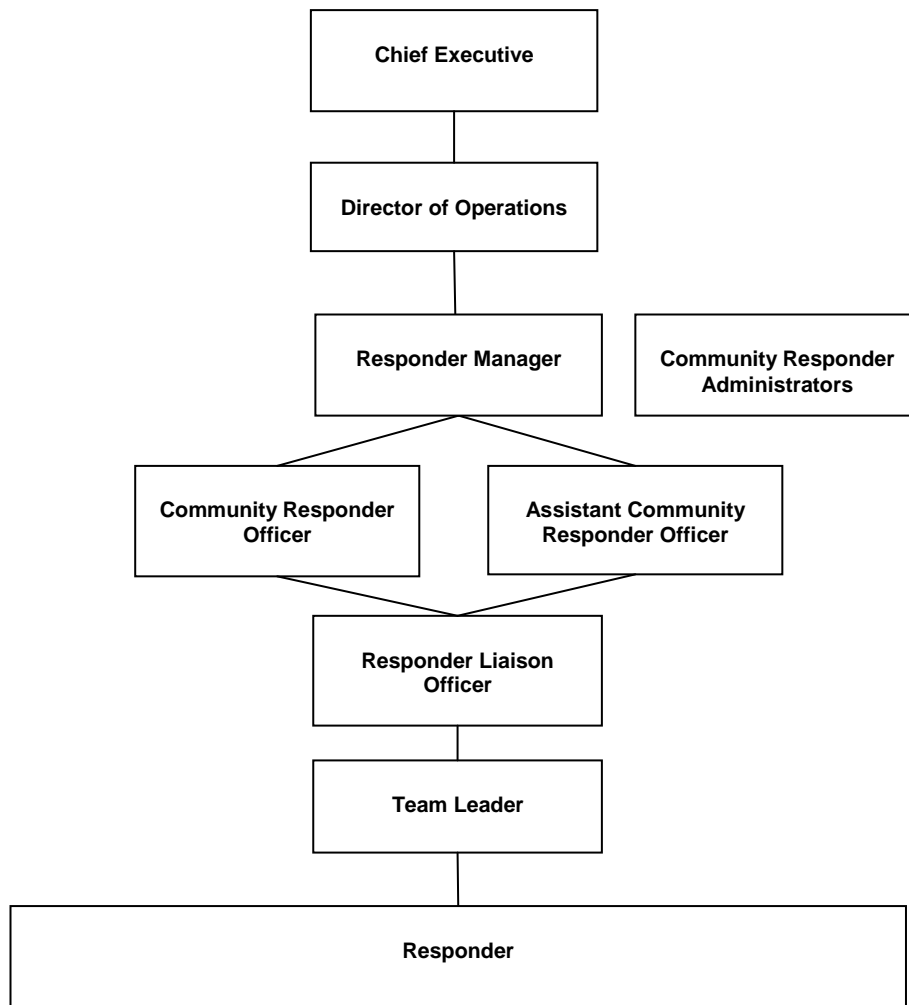 Chief Executive
Director of Operations
Responder Manager
Community Responder
Administrators
Community Responder
Officer
Assistant Community
Responder Officer
Responder Liaison
Officer
Team Leader
Responder